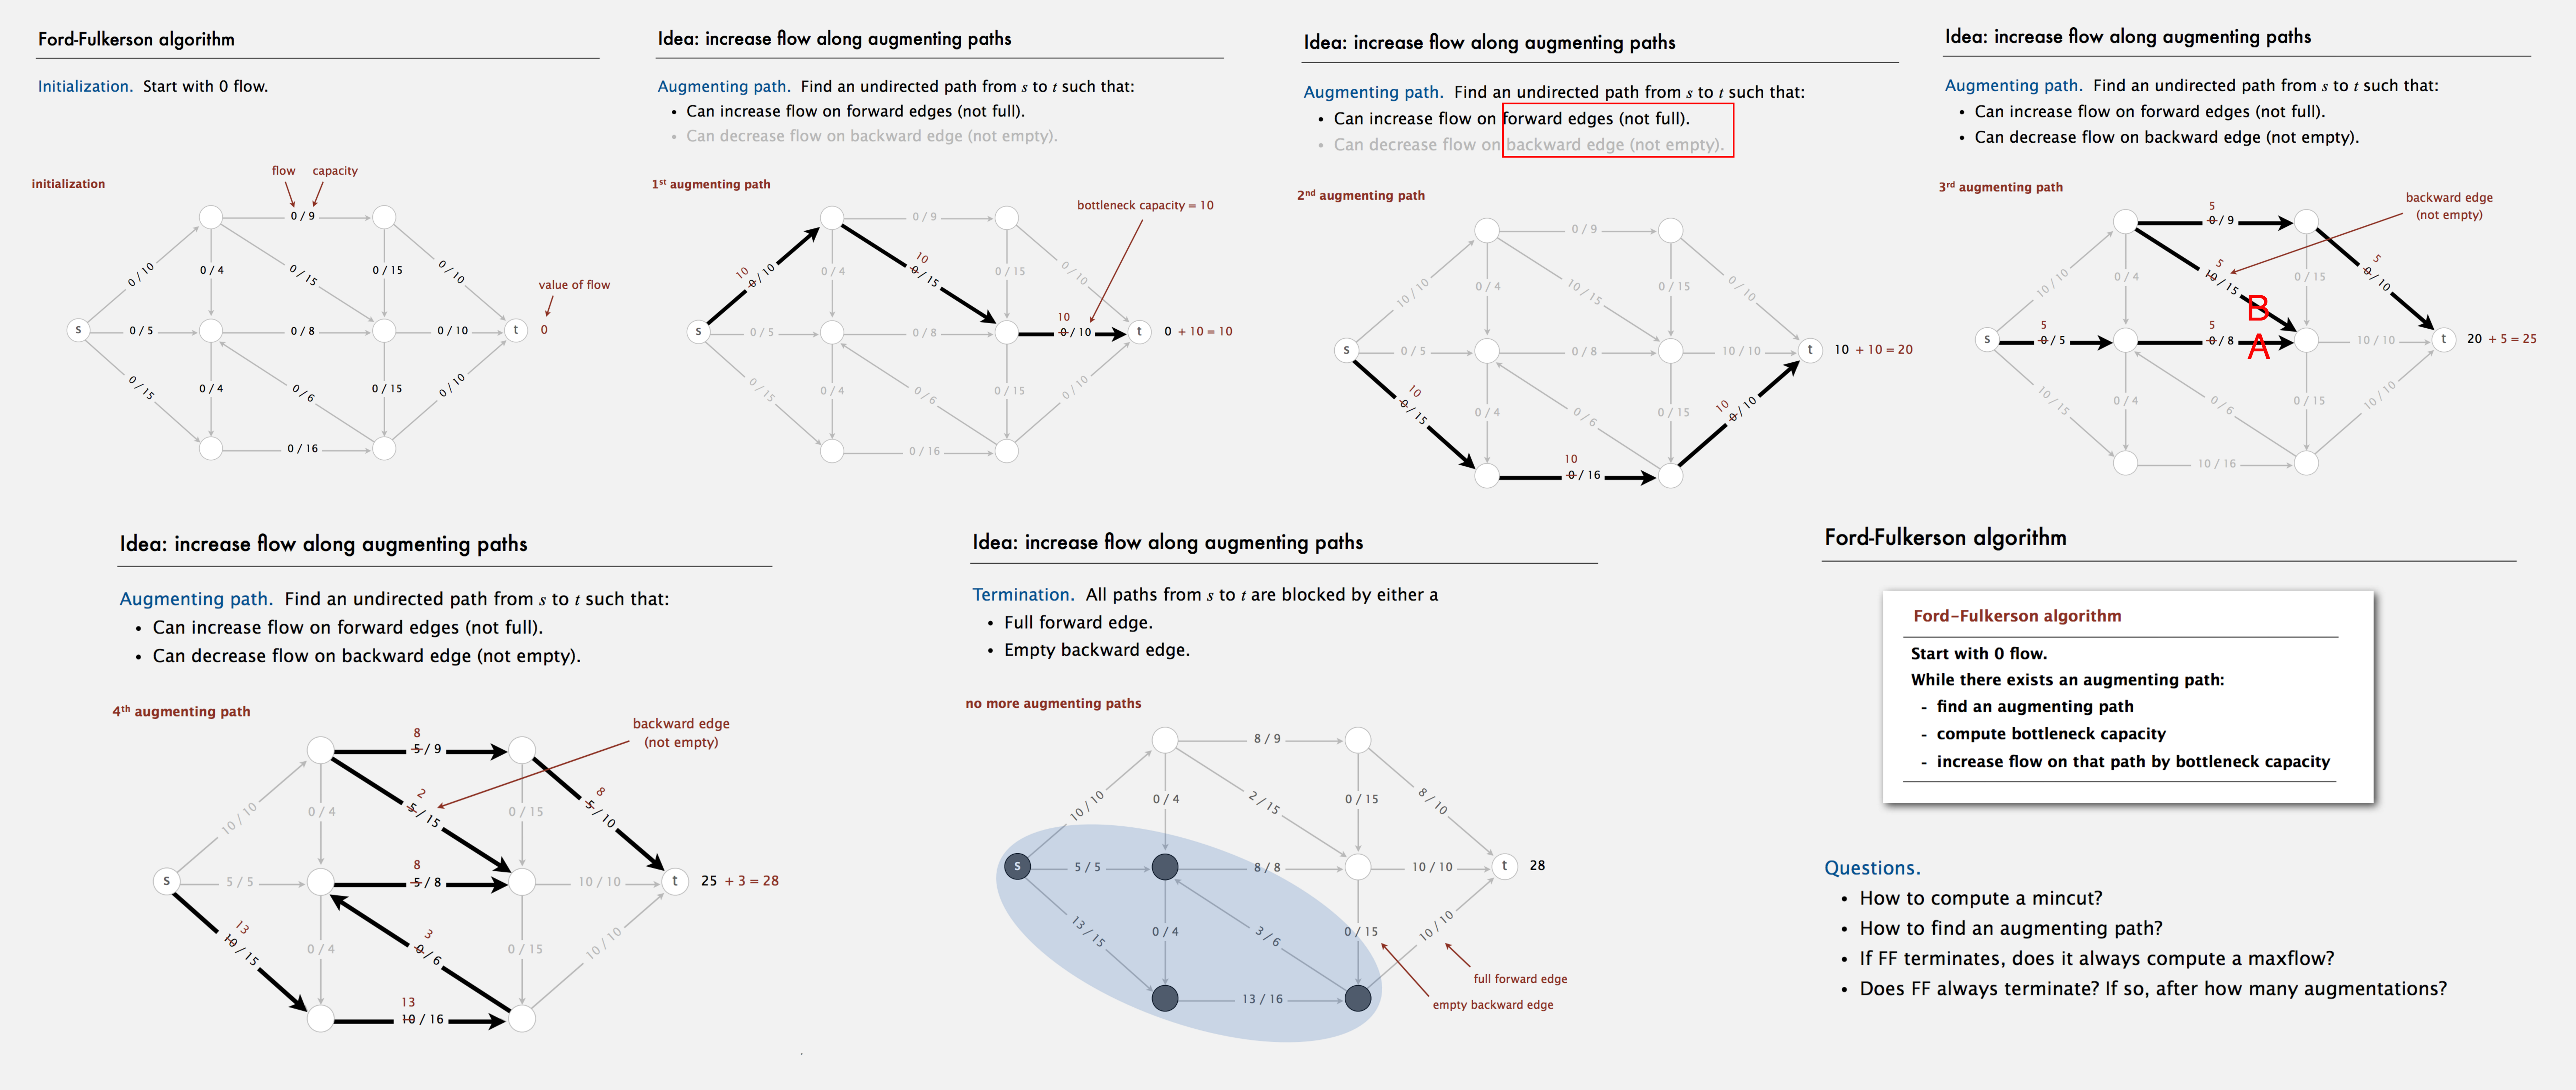 Ford-Fulkerson algorithm
Initialization. Start with 0 flow.
initialization
flow capacity
0 / 9
0 / 10
0 / 4
0 / 15
0 / 15
0 / 10
value of flow
s
0 / 5
0 / 8
0 / 10
t
0
0 / 15
0 / 4
0 / 6
0 / 15
0 / 10
0 / 16
Idea: increase flow along augmenting paths
Augmenting path. Find an undirected path from s to t such that:
• Can increase flow on forward edges (not full).
• Can decrease flow on backward edge (not empty).
1st augmenting path
bottleneck capacity = 10
0 / 9
10
0 / 10
0 / 4
10
0 / 15
0 / 15
0 / 10
s
0 / 5
0 / 8
10
0 / 10
t
0 + 10 = 10
0 / 15
0 / 4
0 / 6
0 / 15
0 / 10
0 / 16
Idea: increase flow along augmenting paths
Augmenting path. Find an undirected path from s to t such that:
• Can increase flow on forward edges (not full).
• Can decrease flow on backward edge (not empty).
2nd augmenting path
0 / 9
10 / 10
0 / 4
10 / 15
0 / 15
0 / 10
s
0 / 5
0 / 8
10 / 10
t
10 + 10 = 20
10
0 / 15
0 / 4
0 / 6
0 / 15
10
0 / 10
10
0 / 16
Idea: increase flow along augmenting paths
Augmenting path. Find an undirected path from s to t such that:
• Can increase flow on forward edges (not full).
• Can decrease flow on backward edge (not empty).
3rd augmenting path
backward edge
(not empty)
5
0 / 9
10 / 10
0 / 4
5
10 / 15
0 / 15
5
0 / 10
B
s
5
0 / 5
5
0 / 8
A
10 / 10
t
20 + 5 = 25
10 / 15
0 / 4
0 / 6
0 / 15
10 / 10
10 / 16
Idea: increase flow along augmenting paths
Augmenting path. Find an undirected path from s to t such that:
• Can increase flow on forward edges (not full).
• Can decrease flow on backward edge (not empty).
4th augmenting path
backward edge
(not empty)
8
5 / 9
10 / 10
0 / 4
2
5 / 15
0 / 15
8
5 / 10
s
5 / 5
8
5 / 8
10 / 10
t
25 + 3 = 28
13
10 / 15
0 / 4
3
0 / 6
0 / 15
10 / 10
13
10 / 16
Idea: increase flow along augmenting paths
Termination. All paths from s to t are blocked by either a
• Full forward edge.
• Empty backward edge.
no more augmenting paths
8 / 9
10 / 10
0 / 4
2 / 15
0 / 15
8 / 10
s
5 / 5
8 / 8
10 / 10
t
28
13 / 15
0 / 4
3 / 6
0 / 15
10 / 10
full forward edge
13 / 16
empty backward edge
Ford-Fulkerson algorithm
Ford-Fulkerson algorithm
Start with 0 flow.
While there exists an augmenting path:
- find an augmenting path
- compute bottleneck capacity
- increase flow on that path by bottleneck capacity
Questions.
• How to compute a mincut?
• How to find an augmenting path?
• If FF terminates, does it always compute a maxflow?
• Does FF always terminate? If so, after how many augmentations?